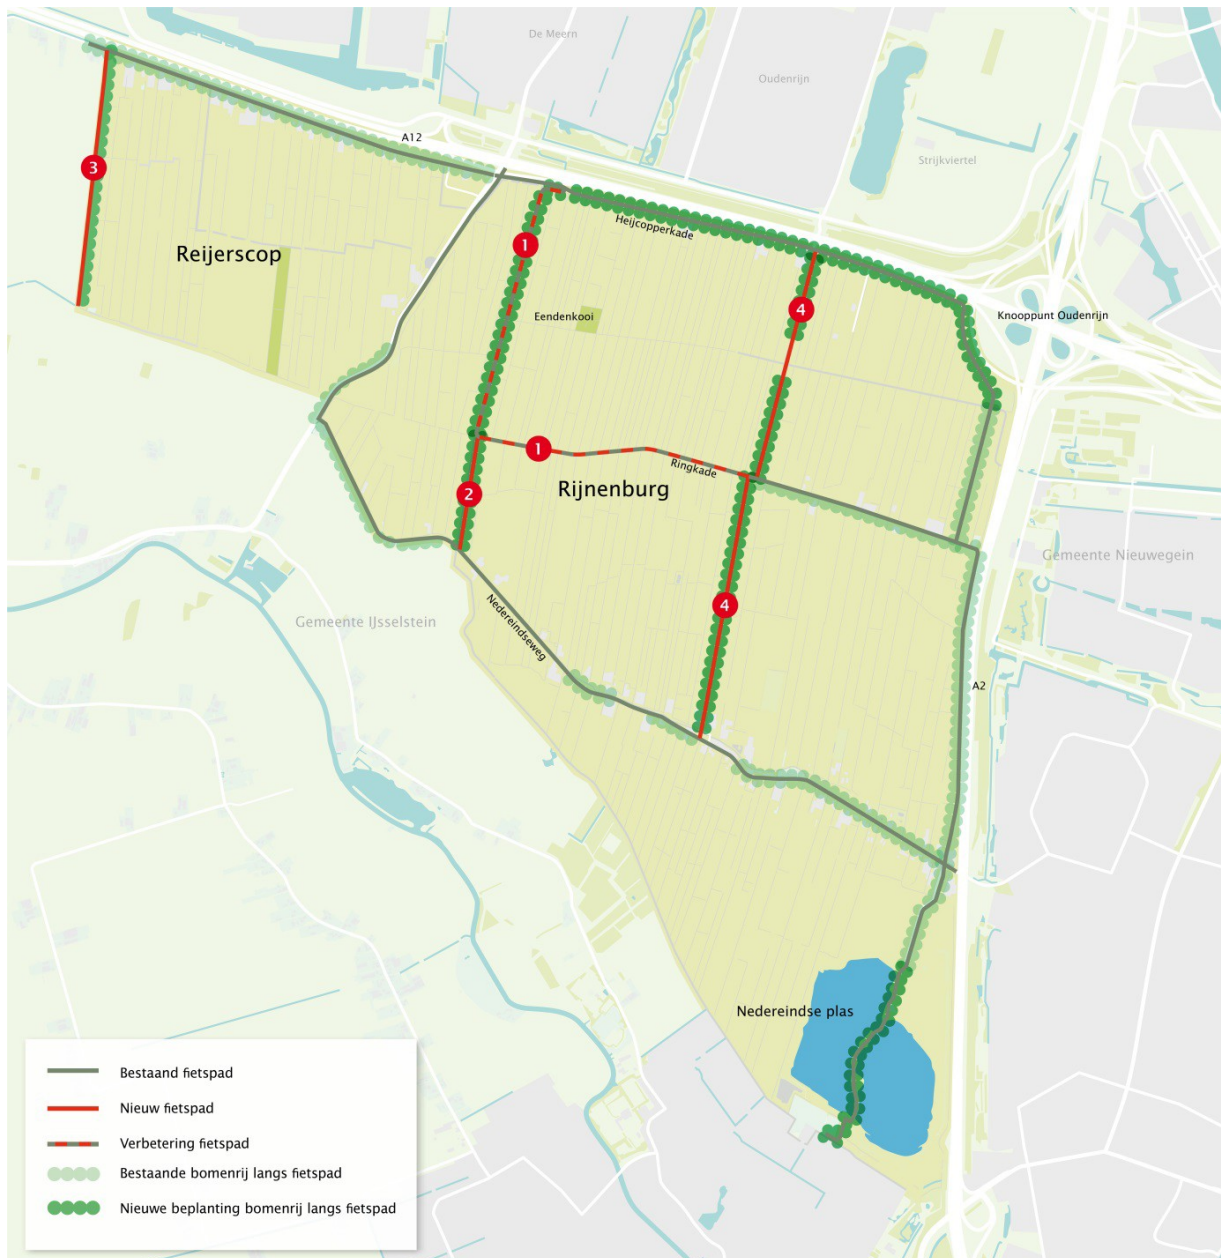 De Meern
Oudenrijn
A12
3
Strijkviertel
Heijcopperkade
1
Reijerscop
4
Eendenkooi
Knooppunt Oudenrijn
1
Ringkade
2
Rijnenburg
Gemeente Nieuwegein
4
Gemeente IJsselstein
Nedereindseweg
A2
Nedereindse plas
Bestaand fietspad
Nieuw fietspad
Verbetering fietspad
Bestaande bomenrij langs fietspad
Nieuwe beplanting bomenrij langs fietspad